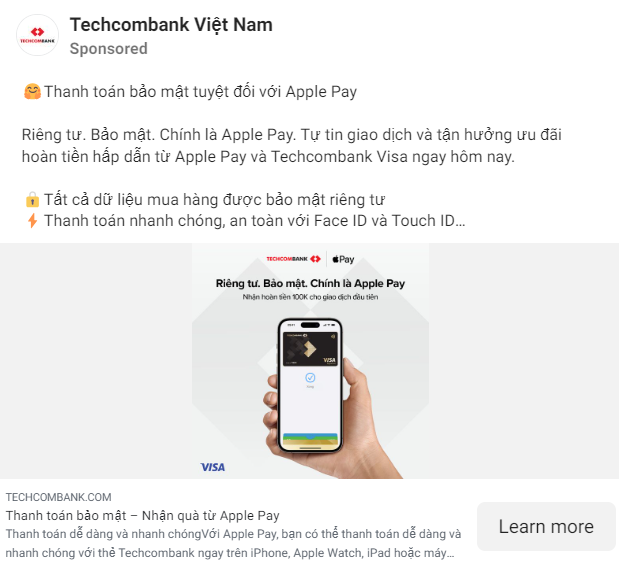 TECHCOMBANK
Techcombank Việt Nam
Sponsored
🤗Thanh toán bảo mật tuyệt đối với Apple Pay
Riêng tư. Bảo mật. Chính là Apple Pay. Tự tin giao dịch và tận hưởng ưu đãi
hoàn tiền hấp dẫn từ Apple Pay và Techcombank Visa ngay hôm nay.
🔒Tất cả dữ liệu mua hàng được bảo mật riêng tư
⚡Thanh toán nhanh chóng, an toàn với Face ID và Touch ID…
TECHCOMBANK Pay
Riêng tư. Bảo mật. Chính là Apple Pay
Nhận hoàn tiền 100K cho giao dịch đầu tiên
VISA
VISA
TECHCOMBANK.COM
Thanh toán bảo mật – Nhận quà từ Apple Pay
Thanh toán dễ dàng và nhanh chóngVới Apple Pay, bạn có thể thanh toán dễ dàng và
nhanh chóng với thẻ Techcombank ngay trên iPhone, Apple Watch, iPad hoặc máy…
Learn more